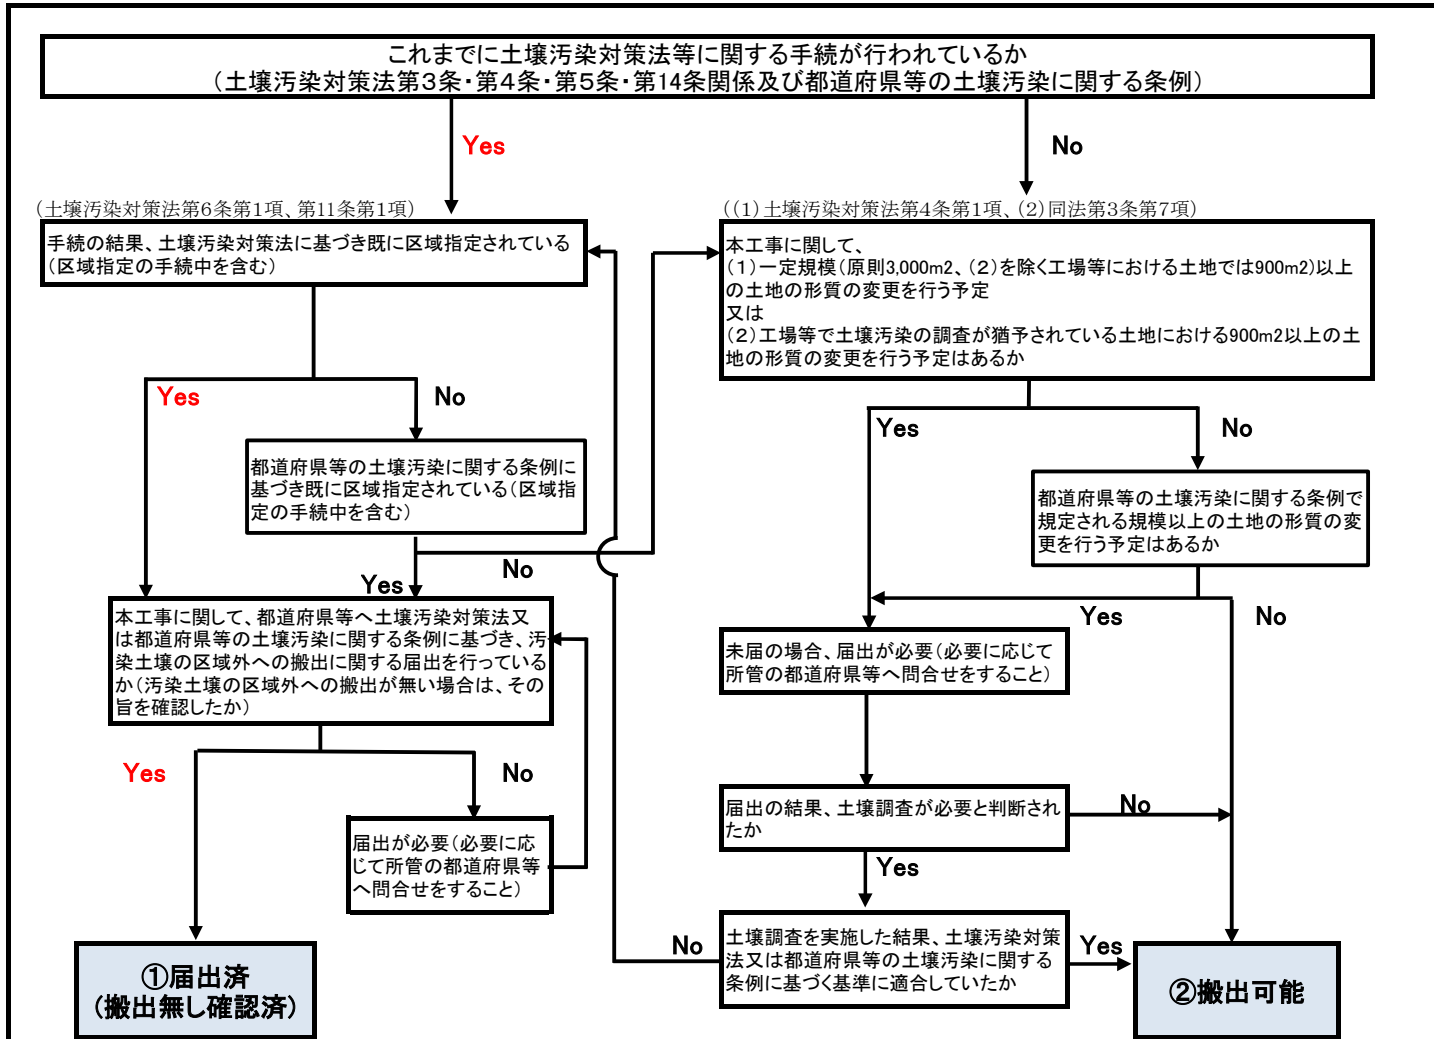 これまでに土壌汚染対策法等に関する手続が行われているか
(土壌汚染対策法第3条・第4条・第5条・第14条関係及び都道府県等の土壌汚染に関する条例)
Yes
No
(土壌汚染対策法第6条第1項、第11条第1項)
手続の結果、土壌汚染対策法に基づき既に区域指定されている
(区域指定の手続中を含む)
((1)土壌汚染対策法第4条第1項、(2)同法第3条第7項)
本工事に関して、
(1)一定規模(原則3,000m2、(2)を除く工場等における土地では900m2)以上
の土地の形質の変更を行う予定
又は
(2)工場等で土壌汚染の調査が猶予されている土地における900m2以上の土
地の形質の変更を行う予定はあるか
Yes
No
都道府県等の土壌汚染に関する条例に
基づき既に区域指定されている(区域指
定の手続中を含む)
Yes
No
Yes
No
都道府県等の土壌汚染に関する条例で
規定される規模以上の土地の形質の変
更を行う予定はあるか
Yes
No
本工事に関して、都道府県等へ土壌汚染対策法又
は都道府県等の土壌汚染に関する条例に基づき、汚
染土壌の区域外への搬出に関する届出を行っている
か(汚染土壌の区域外への搬出が無い場合は、その
旨を確認したか)
未届の場合、届出が必要(必要に応じて
所管の都道府県等へ問合せをすること)
Yes
No
届出が必要(必要に応
じて所管の都道府県等
へ問合せをすること)
届出の結果、土壌調査が必要と判断され
たか
No
Yes
土壌調査を実施した結果、土壌汚染対策
法又は都道府県等の土壌汚染に関する
条例に基づく基準に適合していたか
No
Yes
①届出済
(搬出無し確認済)
②搬出可能